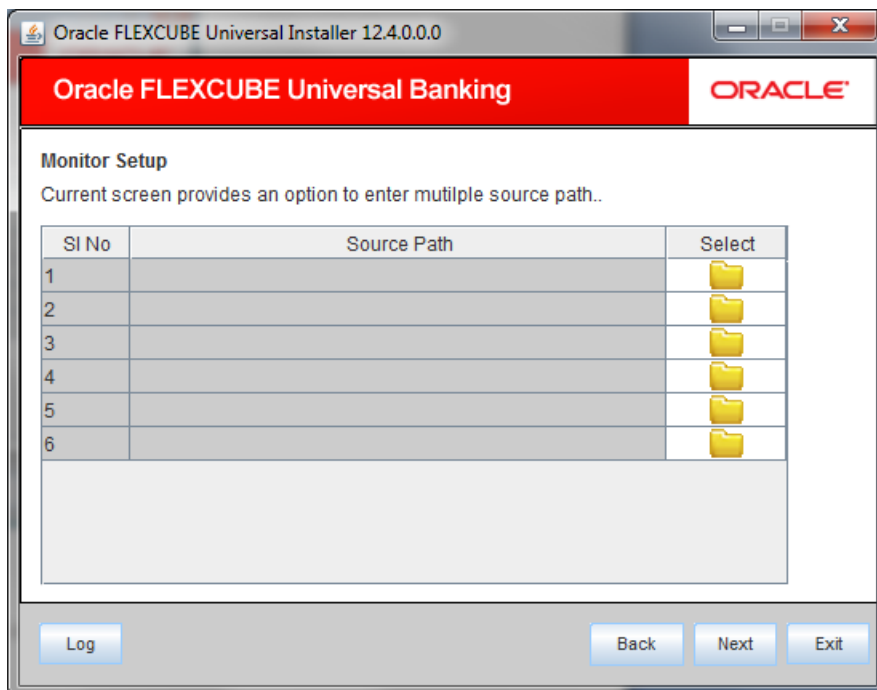 Oracle FLEXCUBE Universal Installer 12.4.0.0.0
Oracle FLEXCUBE Universal Banking
ORACLE
Monitor Setup
Current screen provides an option to enter mutilple source path..
Sl No Source Path Select
1
2
3
4
5
6
Log Back Next Exit